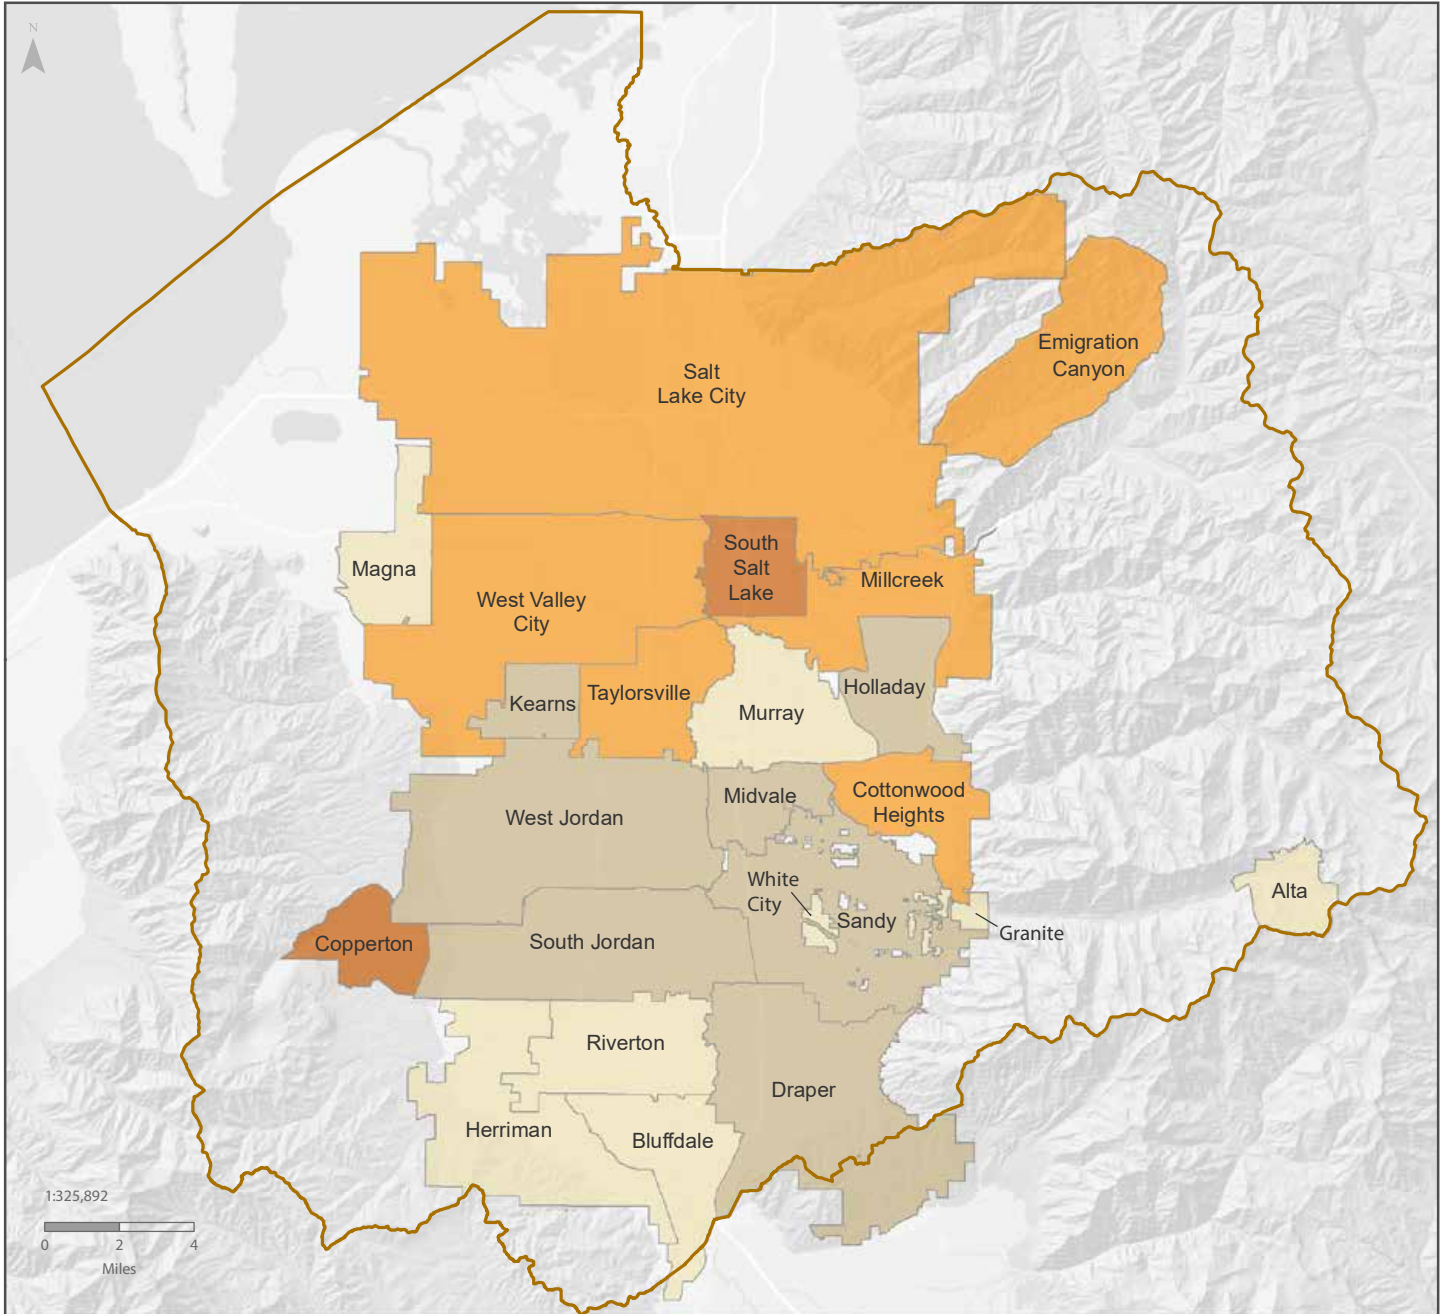 N
Emigration
Canyon
Salt
Lake City
South
Salt
Lake
Magna
Millcreek
West Valley
City
Kearns
Taylorsville
Holladay
Murray
Midvale
Cottonwood
Heights
West Jordan
White
City
Sandy
Alta
Granite
Copperton
South Jordan
Riverton
Draper
Herriman
Bluffdale
1:325,892
0 2 4
Miles